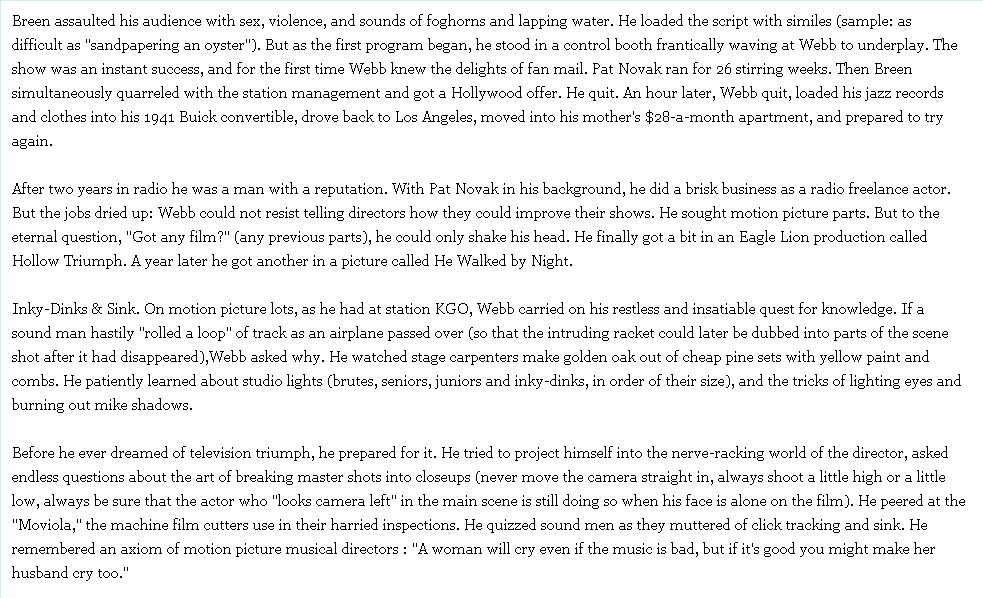 Breen assaulted his audience with sex, violence, and sounds of foghorns and lapping water. He loaded the script with similes (sample: as
difficult as "sandpapering an oyster"). But as the first program began, he stood in a control booth frantically waving at Webb to underplay. The
show was an instant success, and for the first time Webb knew the delights of fan mail. Pat Novak ran for 26 stirring weeks. Then Breen
simultaneously quarreled with the station management and got a Hollywood offer. He quit. An hour later, Webb quit, loaded his jazz records
and clothes into his 1941 Buick convertible, drove back to Los Angeles, moved into his mother's $28-a-month apartment, and prepared to try
again.

After two years in radio he was a man with a reputation. With Pat Novak in his background, he did a brisk business as a radio freelance actor.
But the jobs dried up: Webb could not resist telling directors how they could improve their shows. He sought motion picture parts. But to the
eternal question, "Got any film?" (any previous parts), he could only shake his head. He finally got a bit in an Eagle Lion production called
Hollow Triumph. A year later he got another in a picture called He Walked by Night.

Inky-Dinks & Sink. On motion picture lots, as he had at station KGO, Webb carried on his restless and insatiable quest for knowledge. If a
sound man hastily "rolled a loop" of track as an airplane passed over (so that the intruding racket could later be dubbed into parts of the scene
shot after it had disappeared),Webb asked why. He watched stage carpenters make golden oak out of cheap pine sets with yellow paint and
combs. He patiently learned about studio lights (brutes, seniors, juniors and inky-dinks, in order of their size), and the tricks of lighting eyes and
burning out mike shadows.

Before he ever dreamed of television triumph, he prepared for it. He tried to project himself into the nerve-racking world of the director, asked
endless questions about the art of breaking master shots into closeups (never move the camera straight in, always shoot a little high or a little
low, always be sure that the actor who "looks camera left" in the main scene is still doing so when his face is alone on the film). He peered at the
"Moviola," the machine film cutters use in their harried inspections. He quizzed sound men as they muttered of click tracking and sink. He
remembered an axiom of motion picture musical directors : "A woman will cry even if the music is bad, but if it's good you might make her
husband cry too."